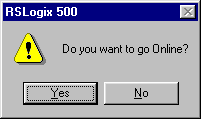 RSLogix 500
Do you want to go Online?
Yes No